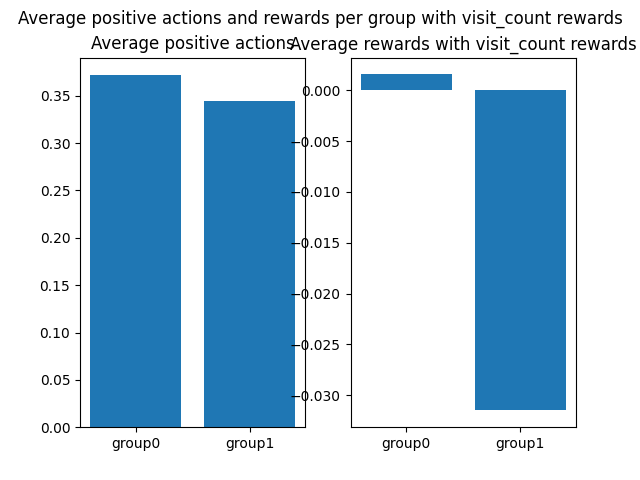 Average positive actions and rewards per group with visit_count rewards
Average positive actions
0.35
0.30
0.25
0.20
0.15
0.10
0.05
0.00
group0
group1
Average rewards with visit_count rewards
0.000
−0.005
−0.010
−0.015
−0.020
−0.025
−0.030
group0
group1